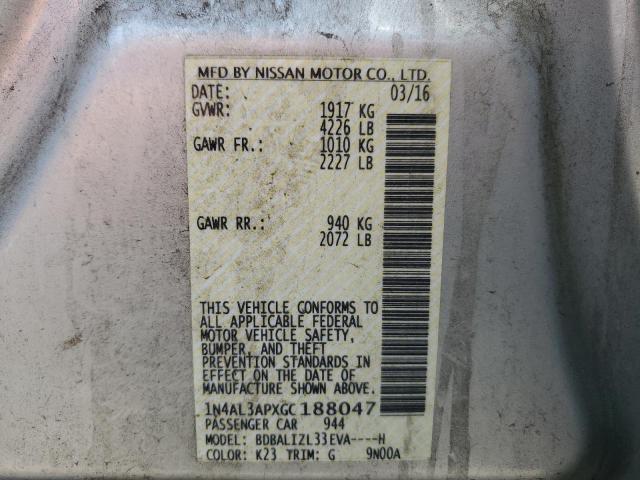 MFD BY NISSAN MOTOR CO., LTD.
DATE: 03/16
GVWR: 1917 KG
4226 LB
GAWR FR.: 1010 KG
2227 LB
GAWR RR.: 940 KG
2072 LB
THIS VEHICLE CONFORMS TO
ALL APPLICABLE FEDERAL
MOTOR VEHICLE SAFETY,
BUMPER, AND THEFT
PREVENTION STANDARDS IN
EFFECT ON THE DATE OF
MANUFACTURE SHOWN ABOVE.
1N4AL3APXGC188047
PASSENGER CAR 944
MODEL: BDBALIZL33EVA----H
COLOR: K23 TRIM: G 9N00A